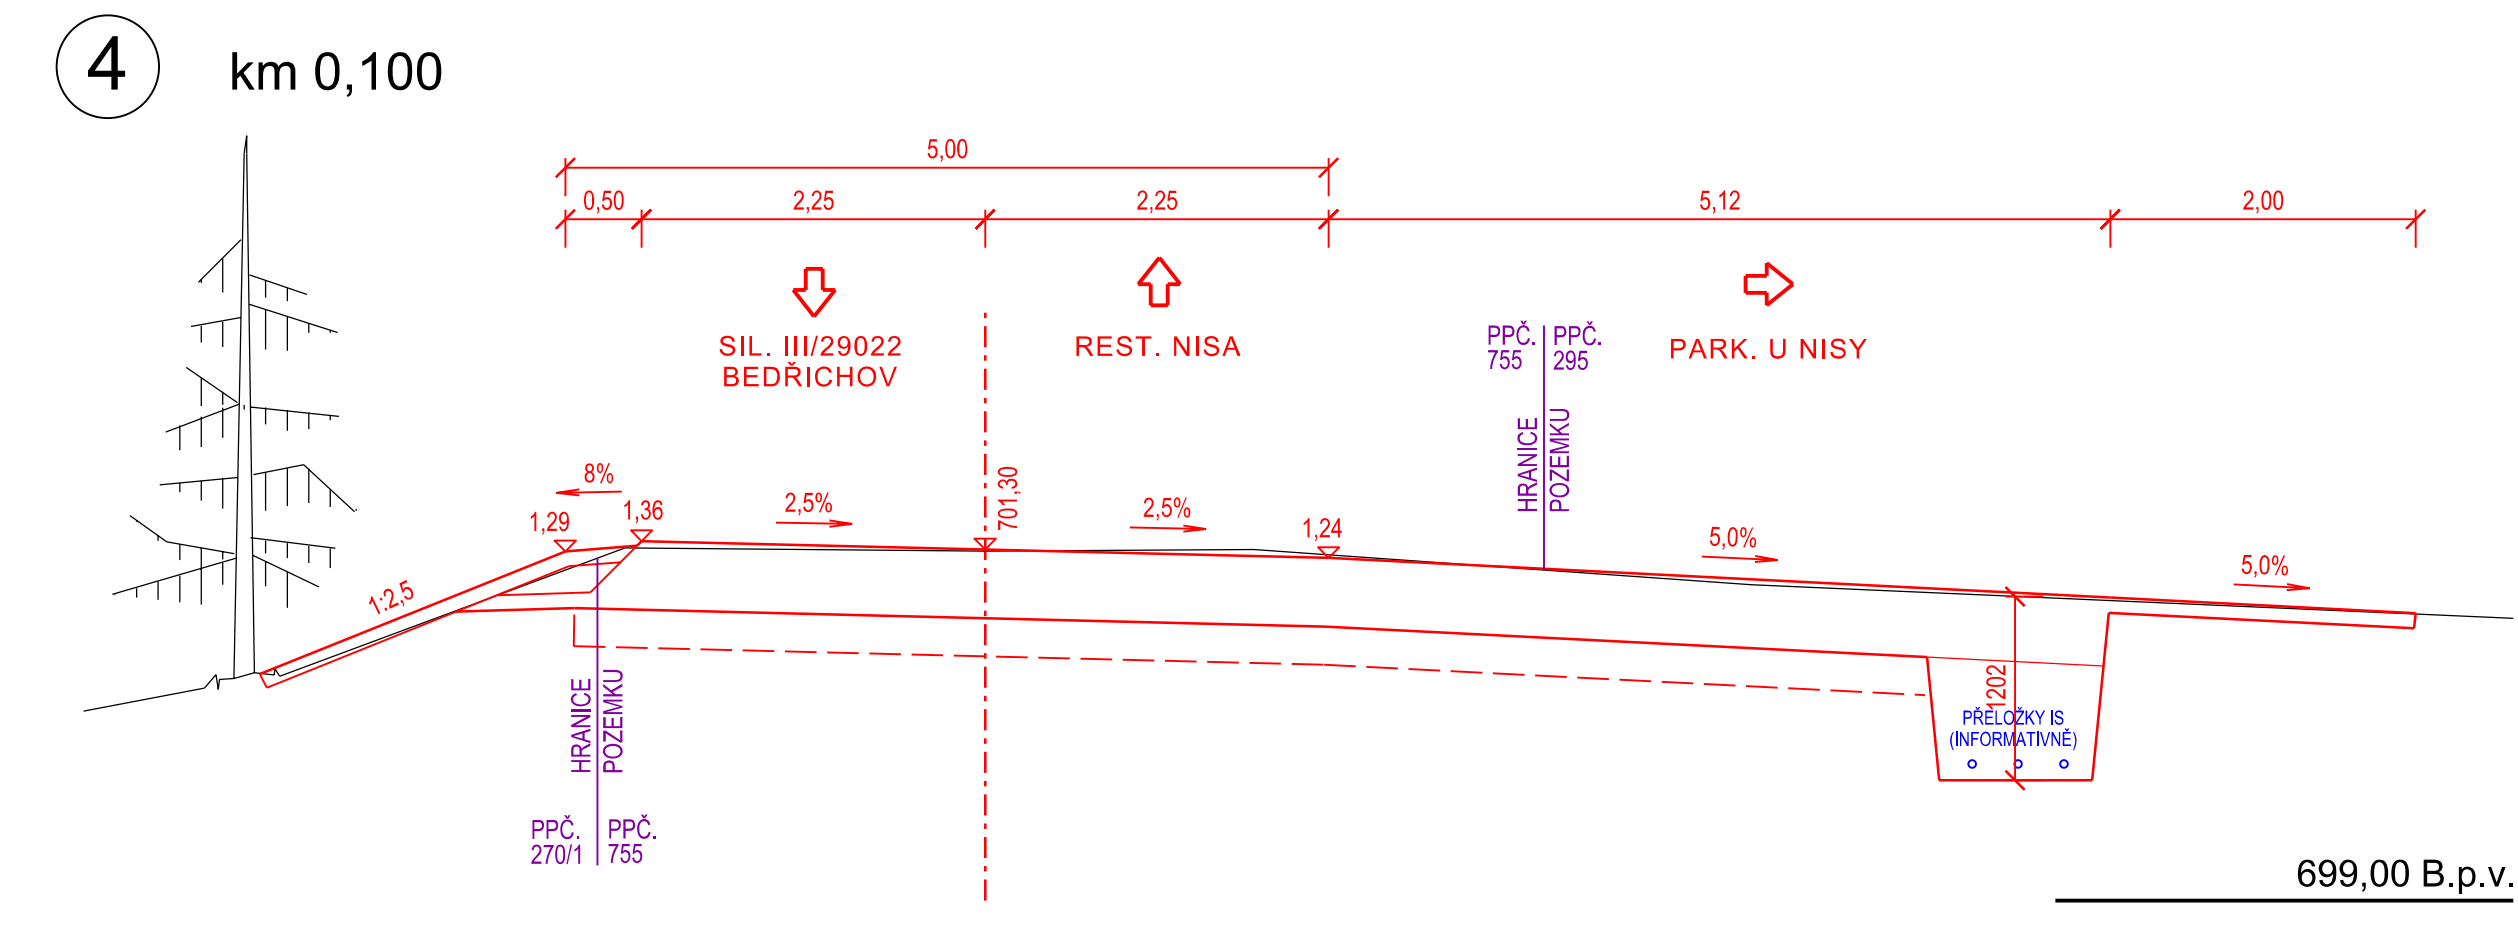 4
km 0,100
5,00
0,50
2,25
2,25
5,12
2,00
SIL. III/29022
BEDŘICHOV
REST. NISA
PPČ.
755
PPČ.
295
PARK. U NISY
HRANICE
POZEMKU
8%
1,29
1,36
2,5%
701,30
2,5%
1,24
5,0%
5,0%
1:2,5
HRANICE
POZEMKU
1202
PŘELOŽKY IS
(INFORMATIVNĚ)
PPČ.
270/1
PPČ.
755
699,00 B.p.v.